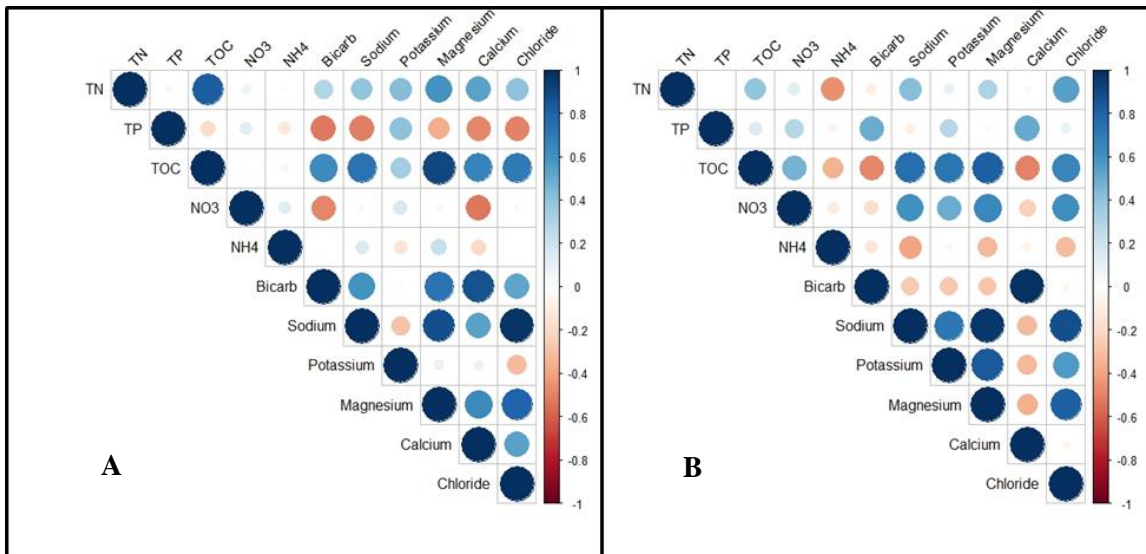 TN TP TOC NO3 NH4 Bicarb Sodium Potassium Magnesium Calcium Chloride
TN
TP
TOC
NO3
NH4
Bicarb
Sodium
Potassium
Magnesium
Calcium
Chloride
1
0.8
0.6
0.4
0.2
0
-0.2
-0.4
-0.6
-0.8
-1
A
TN TP TOC NO3 NH4 Bicarb Sodium Potassium Magnesium Calcium Chloride
TN
TP
TOC
NO3
NH4
Bicarb
Sodium
Potassium
Magnesium
Calcium
Chloride
1
0.8
0.6
0.4
0.2
0
-0.2
-0.4
-0.6
-0.8
-1
B